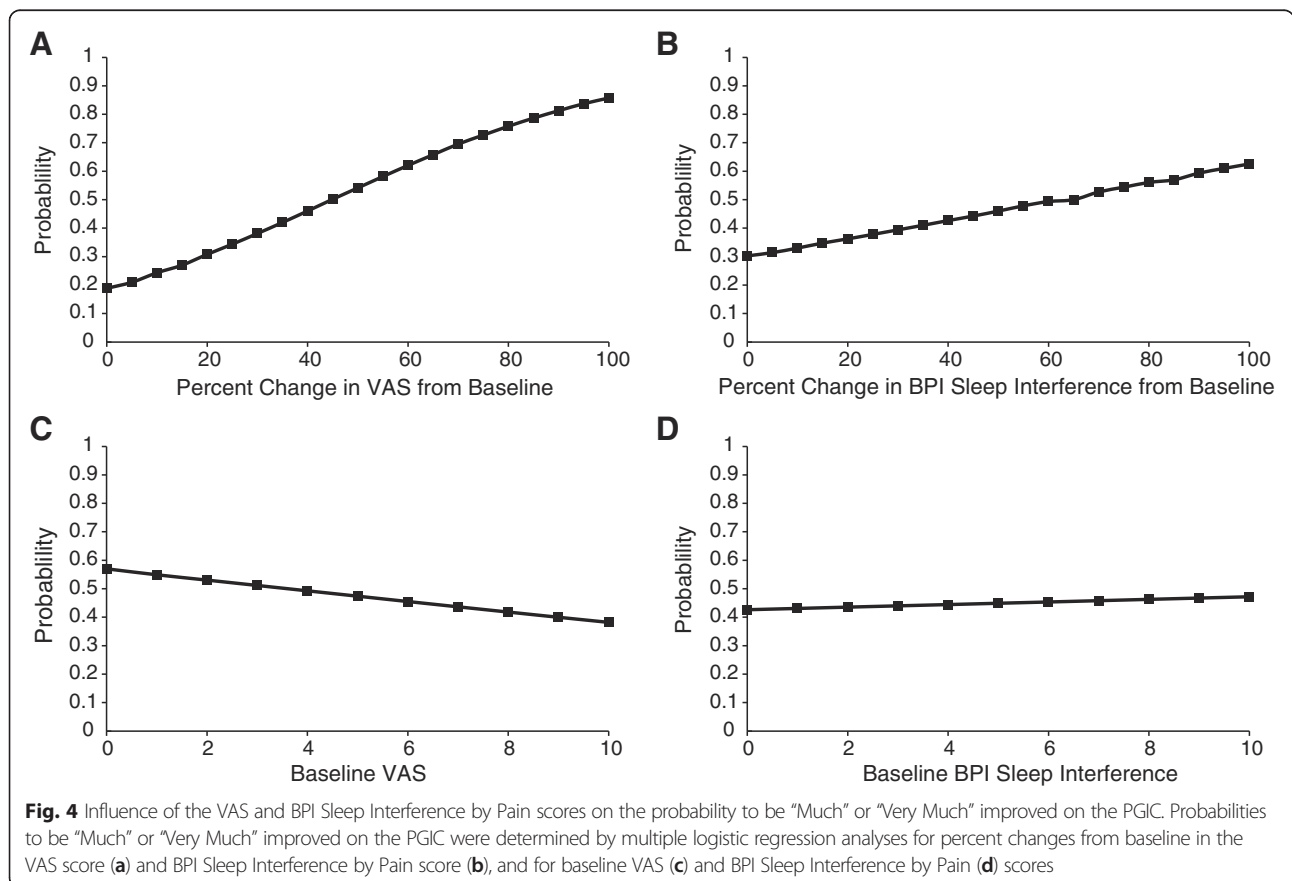 A
1
0.9
0.8
0.7
0.6
0.5
0.4
0.3
0.2
0.1
0
Probablility
0 20 40 60 80 100
Percent Change in VAS from Baseline
B
1
0.9
0.8
0.7
0.6
0.5
0.4
0.3
0.2
0.1
0
Probablility
0 20 40 60 80 100
Percent Change in BPI Sleep Interference from Baseline
C
1
0.9
0.8
0.7
0.6
0.5
0.4
0.3
0.2
0.1
0
Probablility
0 2 4 6 8 10
Baseline VAS
D
1
0.9
0.8
0.7
0.6
0.5
0.4
0.3
0.2
0.1
0
Probablility
0 2 4 6 8 10
Baseline BPI Sleep Interference
Fig. 4 Influence of the VAS and BPI Sleep Interference by Pain scores on the probability to be “Much” or “Very Much” improved on the PGIC. Probabilities
to be “Much” or “Very Much” improved on the PGIC were determined by multiple logistic regression analyses for percent changes from baseline in the
VAS score (a) and BPI Sleep Interference by Pain score (b), and for baseline VAS (c) and BPI Sleep Interference by Pain (d) scores